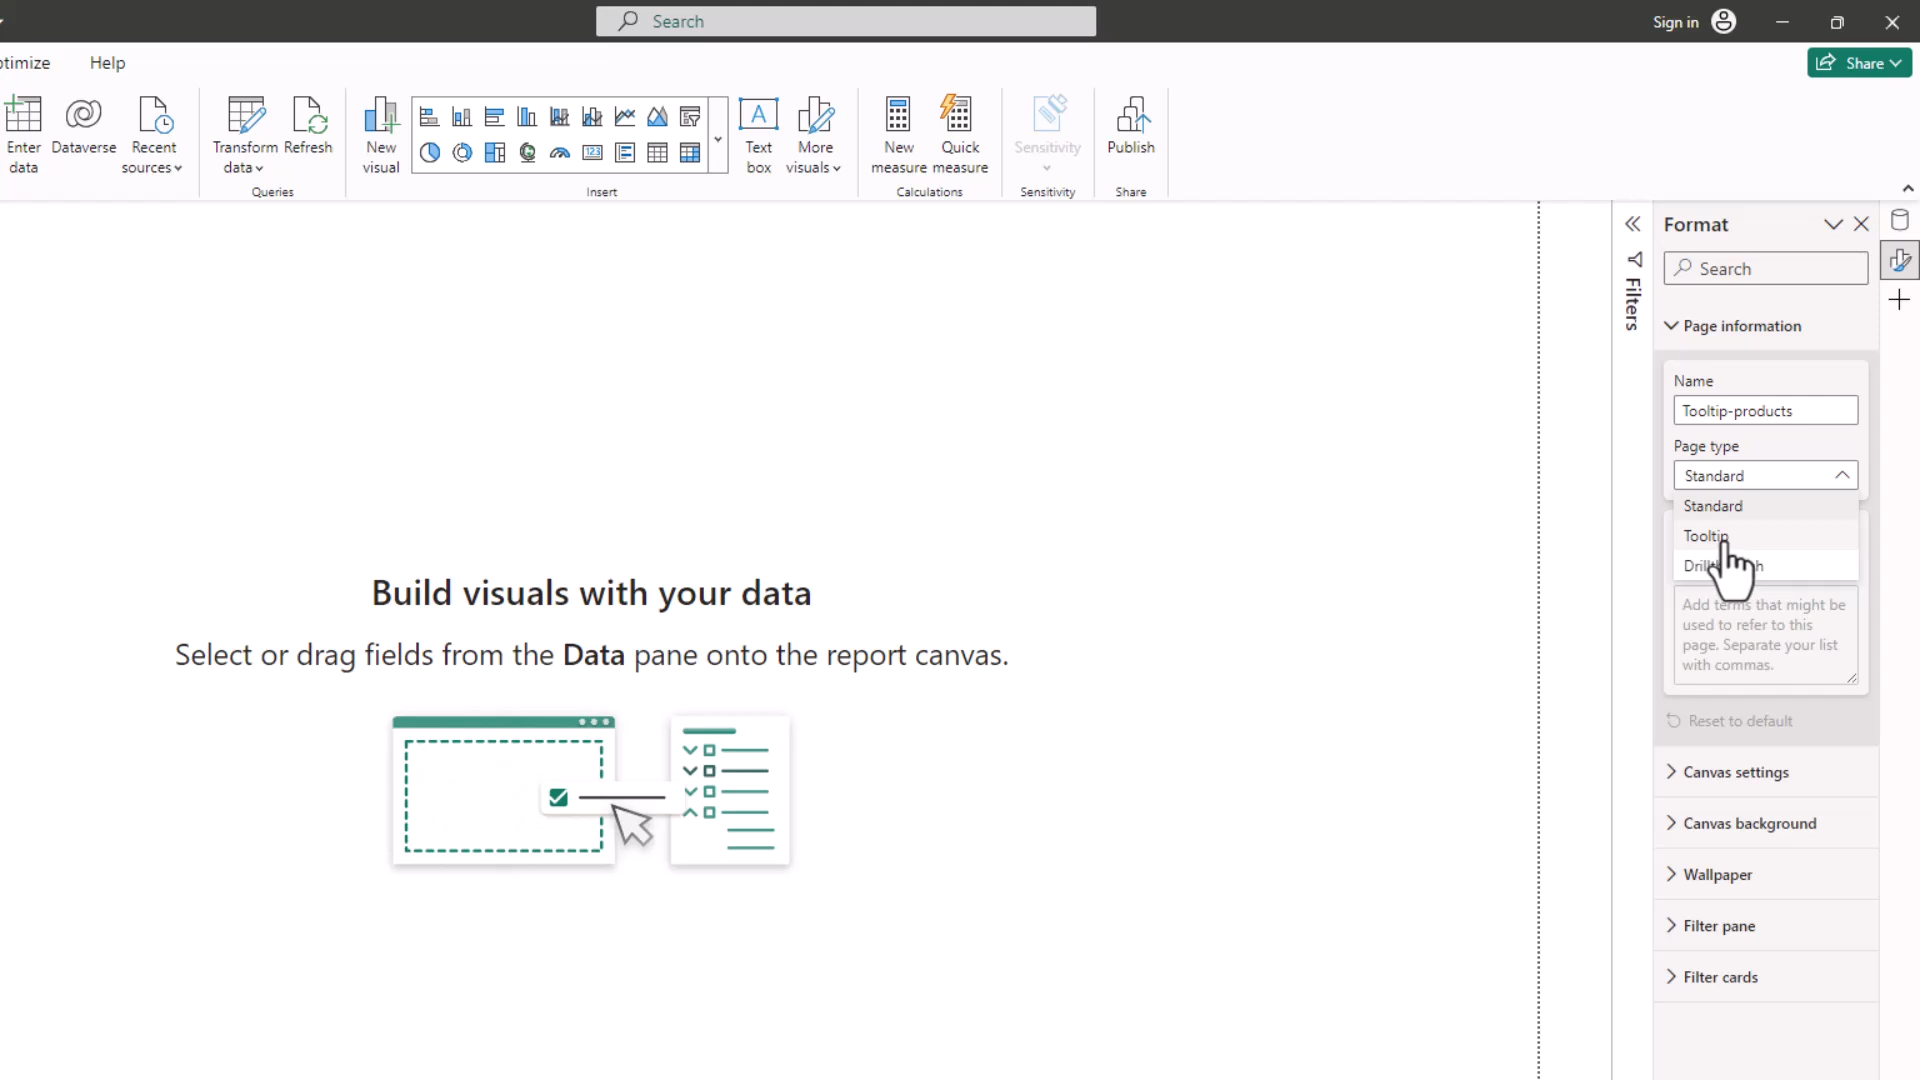 Search
Sign in
ptimize
Help
Share
Enter
data
Dataverse
Recent
sources
Transform
data
Refresh
Queries
New
visual
A
123
Text
box
More
visuals
Insert
New
measure
Quick
measure
Calculations
Sensitivity
Sensitivity
Publish
Share
Filters
Format
Search
Page information
Name
Tooltip-products
Page type
Standard
Standard
Tooltip
Add terms that might be
used to refer to this
page. Separate your list
with commas.
Reset to default
Canvas settings
Canvas background
Wallpaper
Filter pane
Filter cards
Build visuals with your data
Select or drag fields from the Data pane onto the report canvas.